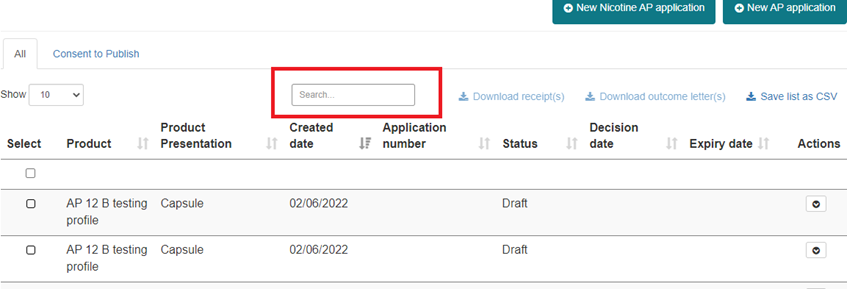 New Nicotine AP application New AP application
All Consent to Publish
Show 10 Search... Download receipt(s) Download outcome letter(s) Save list as CSV
Select Product Product Presentation Created date Application number Status Decision date Expiry date Actions
AP 12 B testing profile Capsule 02/06/2022 Draft
AP 12 B testing profile Capsule 02/06/2022 Draft